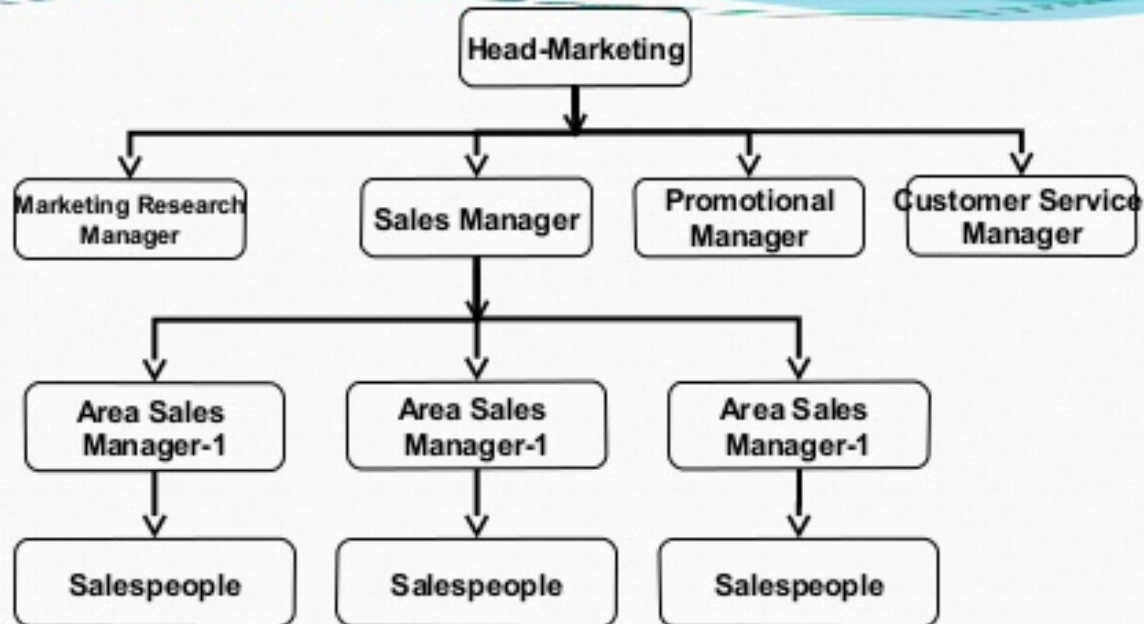 Head-Marketing
Marketing Research
Manager
Sales Manager
Promotional
Manager
Customer Service
Manager
Area Sales
Manager-1
Area Sales
Manager-1
Area Sales
Manager-1
Salespeople
Salespeople
Salespeople